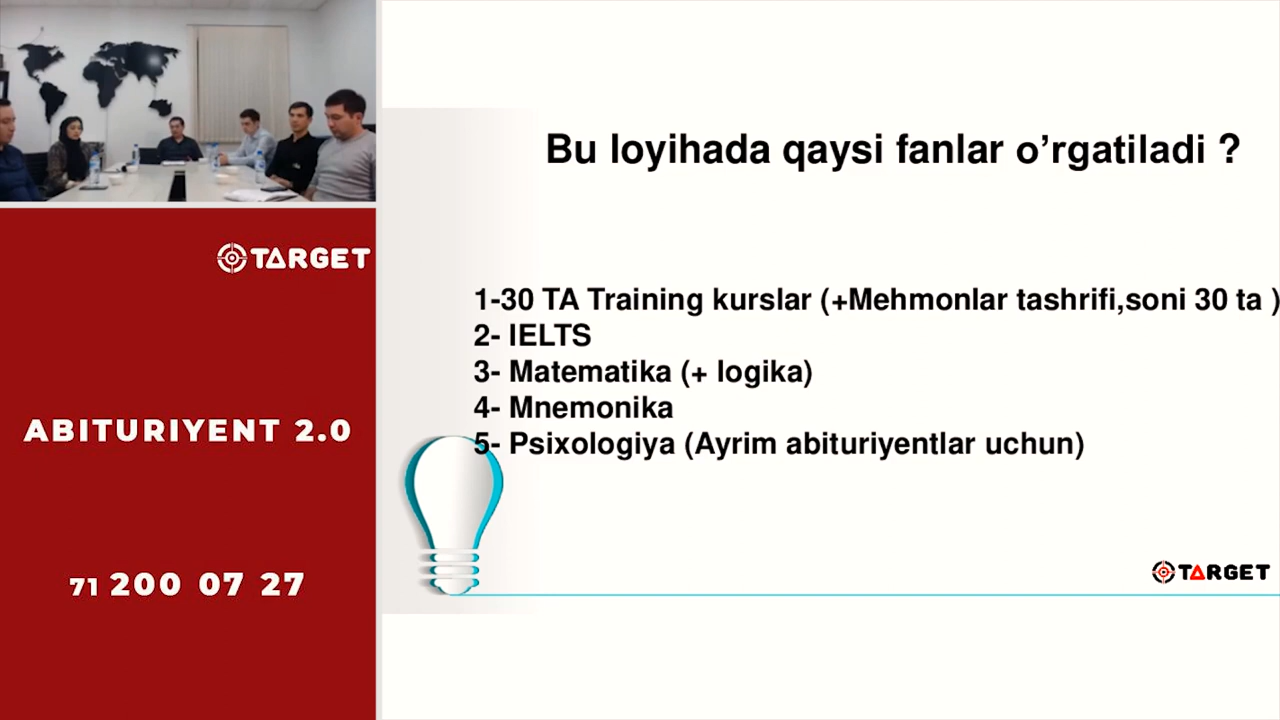 TARGET
ABITURIYENT 2.0
71 200 07 27
Bu loyihada qaysi fanlar o’rgatiladi ?
1-30 TA Training kurslar (+Mehmonlar tashrifi,soni 30 ta )
2- IELTS
3- Matematika (+ logika)
4- Mnemonika
5- Psixologiya (Ayrim abituriyentlar uchun)
TARGET